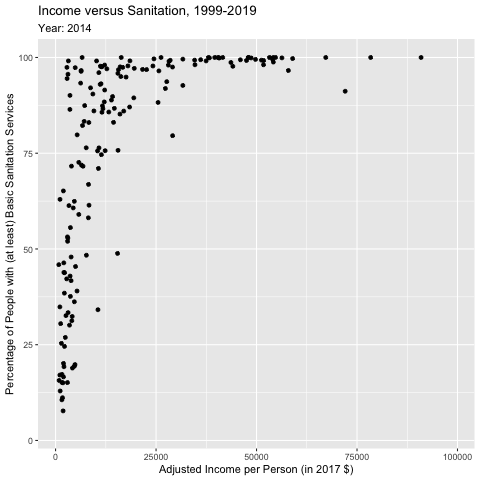 Income versus Sanitation, 1999-2019
Year: 2014
Percentage of People with (at least) Basic Sanitation Services
100
75
50
25
0
0
25000
50000
75000
100000
Adjusted Income per Person (in 2017 $)